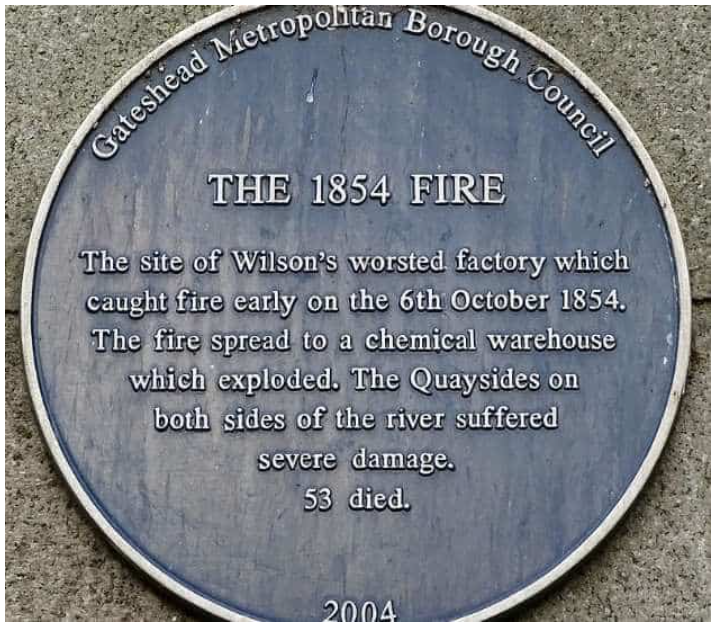 Gateshead Metropolitan Borough Council
THE 1854 FIRE
The site of Wilson's worsted factory which
caught fire early on the 6th October 1854.
The fire spread to a chemical warehouse
which exploded. The Quaysides on
both sides of the river suffered
severe damage.
53 died.
2004